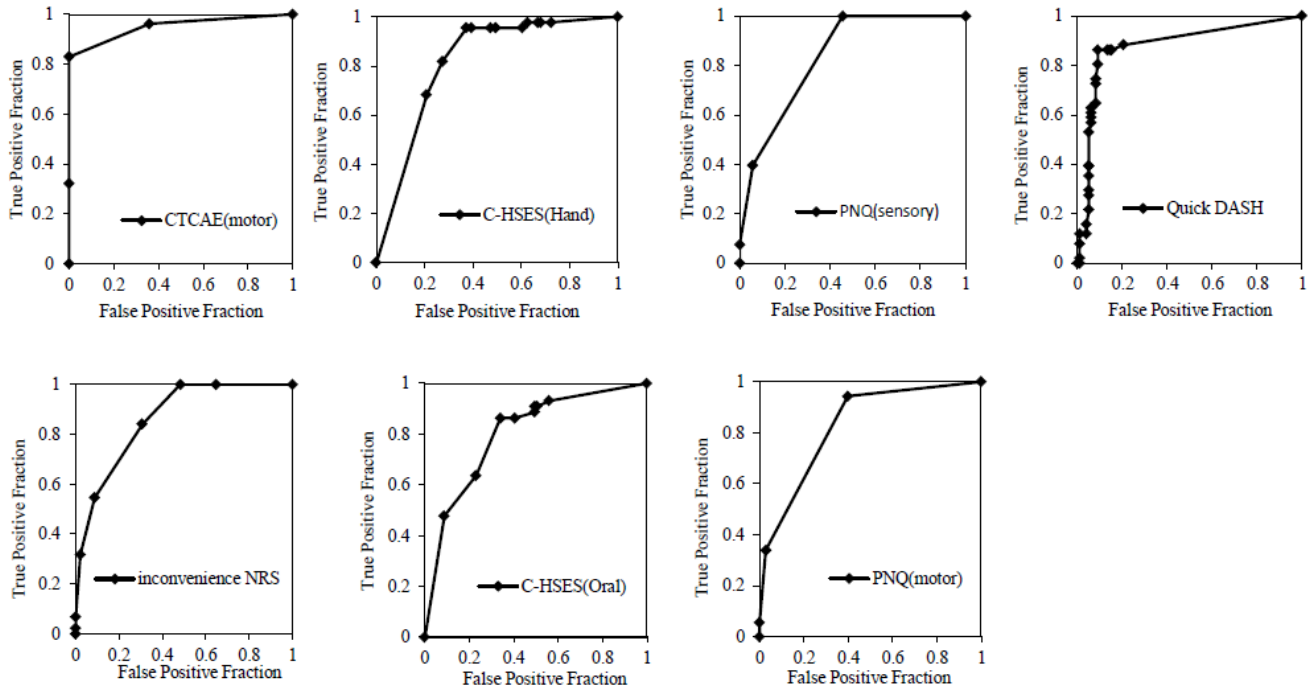 1
0.8
0.6
0.4
0.2
0
True Positive Fraction
CTCAE(motor)
0 0.2 0.4 0.6 0.8 1
False Positive Fraction
1
0.8
0.6
0.4
0.2
0
True Positive Fraction
C-HSES(Hand)
0 0.2 0.4 0.6 0.8 1
False Positive Fraction
1
0.8
0.6
0.4
0.2
0
True Positive Fraction
PNQ(sensory)
0 0.2 0.4 0.6 0.8 1
False Positive Fraction
1
0.8
0.6
0.4
0.2
0
True Positive Fraction
Quick DASH
0 0.2 0.4 0.6 0.8 1
False Positive Fraction
1
0.8
0.6
0.4
0.2
0
True Positive Fraction
inconvenience NRS
0 0.2 0.4 0.6 0.8 1
False Positive Fraction
1
0.8
0.6
0.4
0.2
0
True Positive Fraction
C-HSES(Oral)
0 0.2 0.4 0.6 0.8 1
False Positive Fraction
1
0.8
0.6
0.4
0.2
0
True Positive Fraction
PNQ(motor)
0 0.2 0.4 0.6 0.8 1
False Positive Fraction